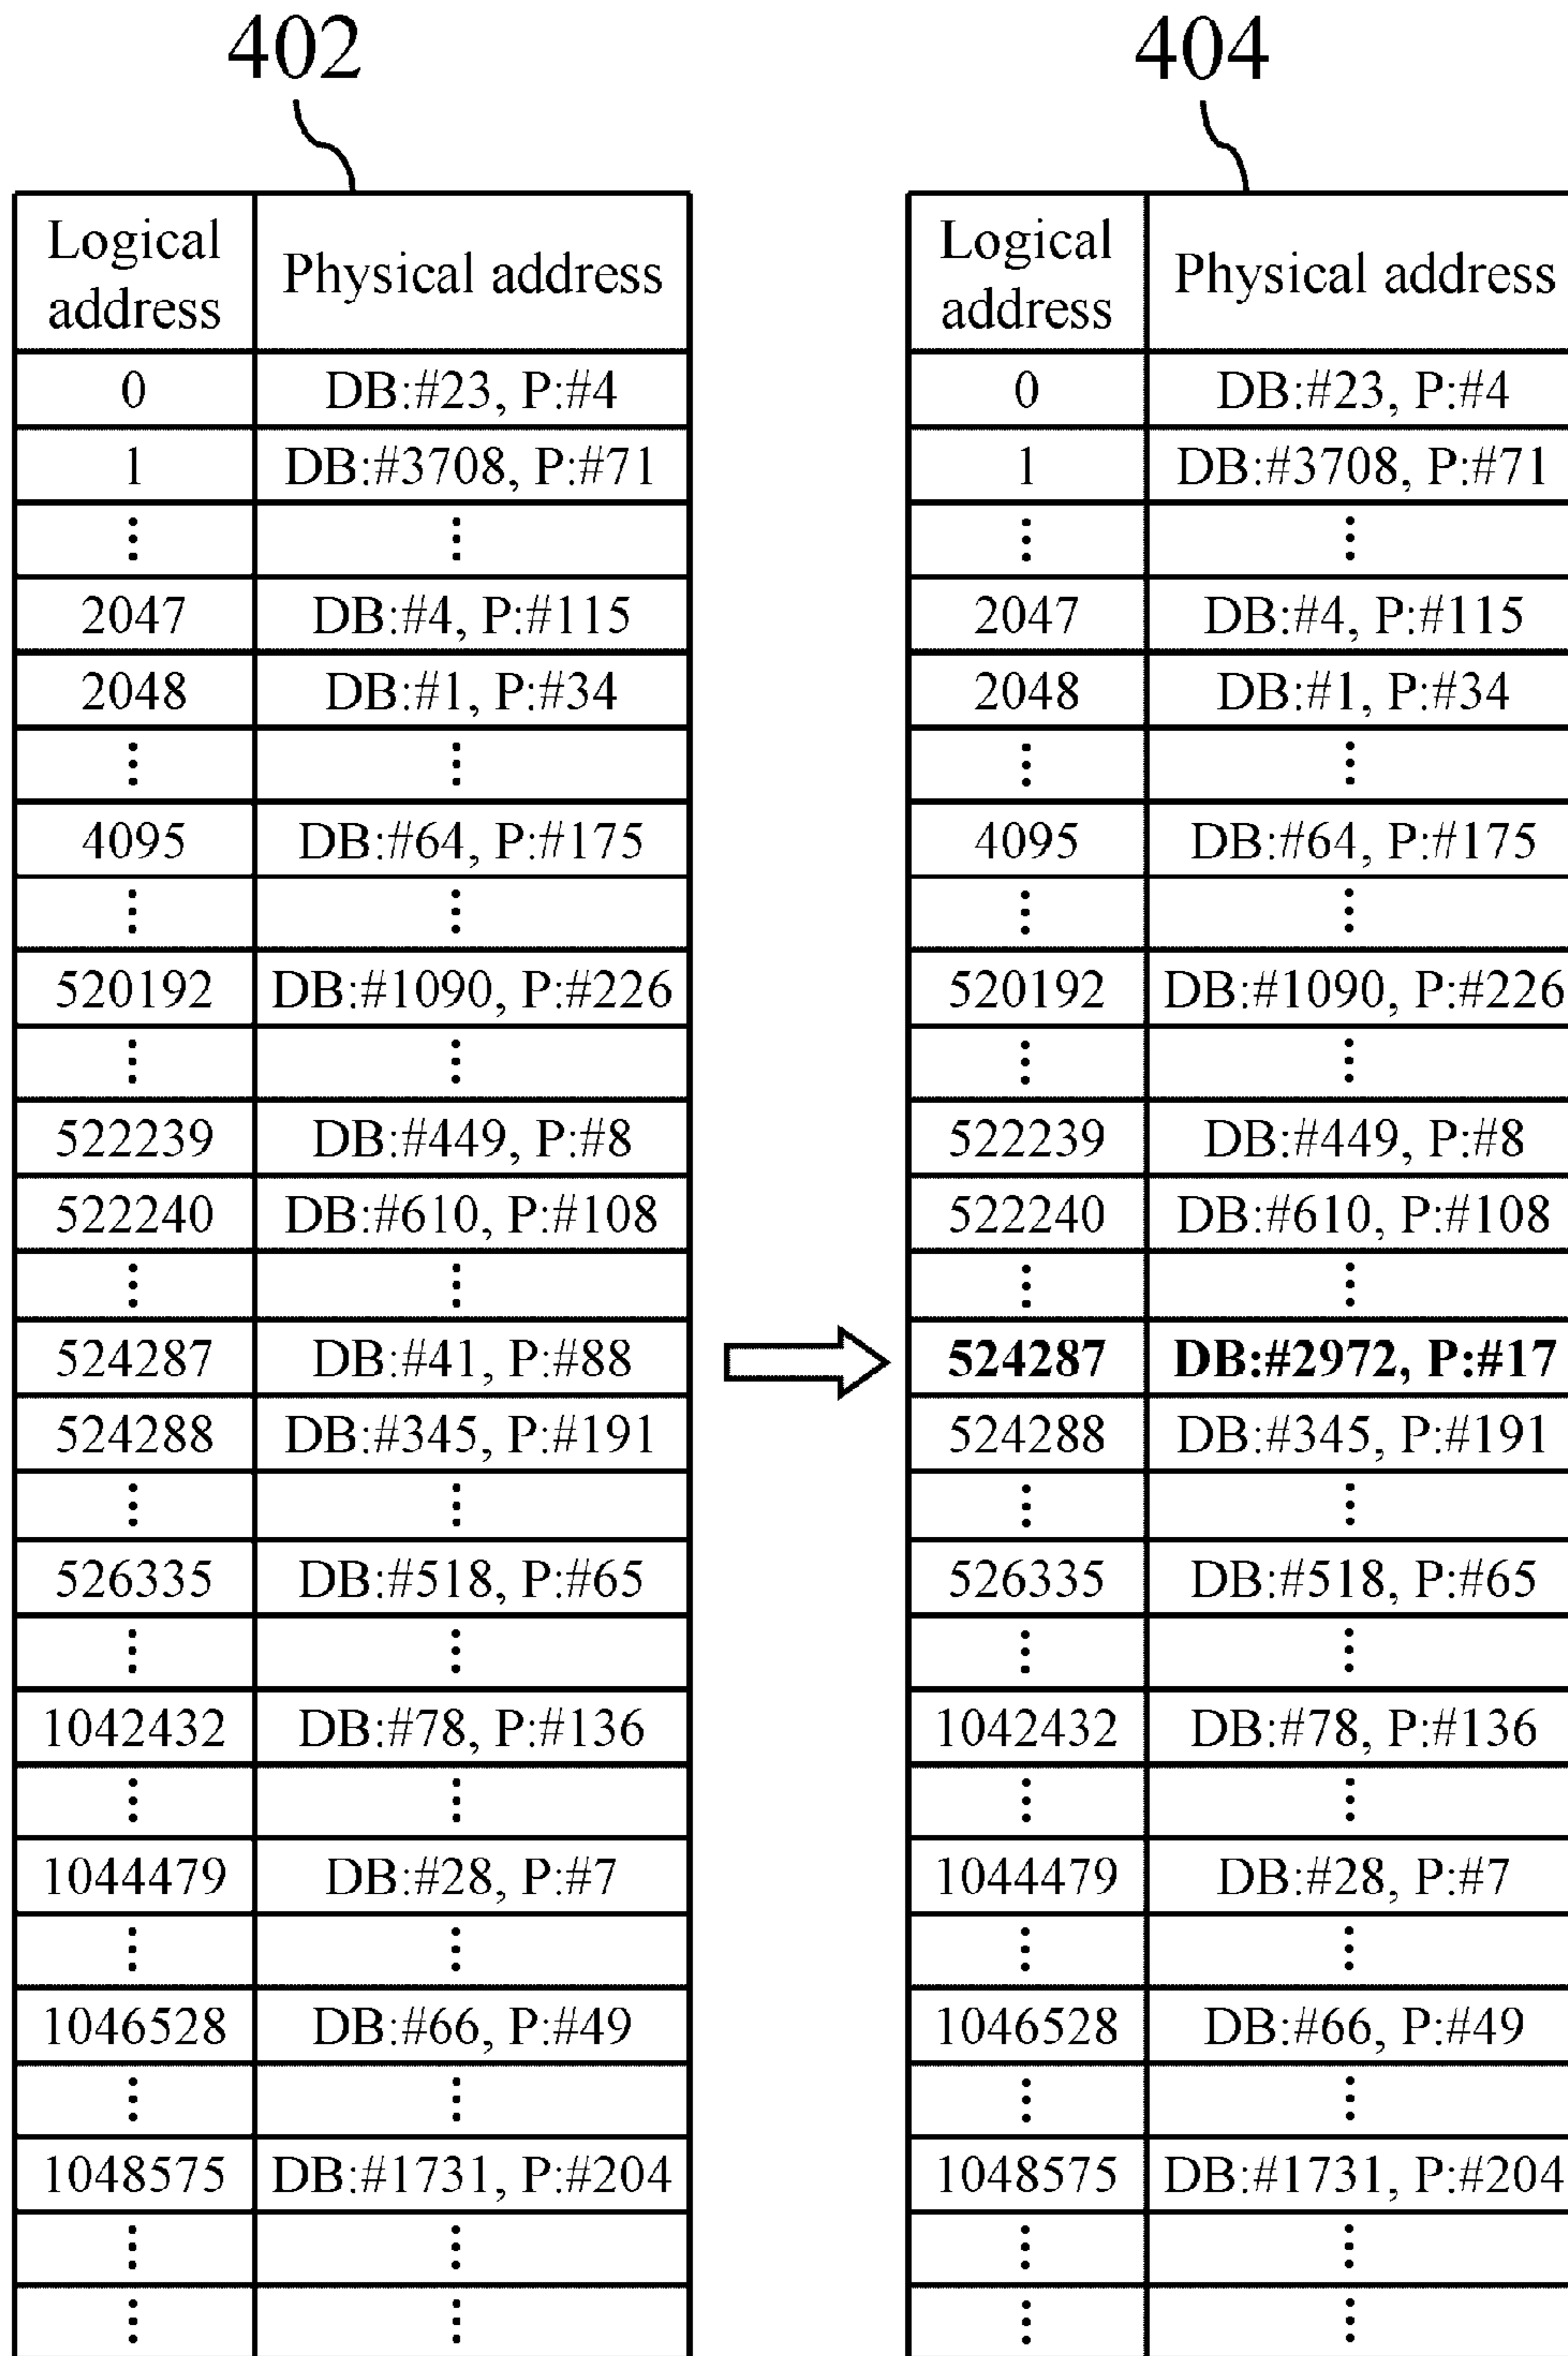 402
404
Logical address Physical address
0 DB:#23, P:#4
1 DB:#3708, P:#71
⋮ ⋮
2047 DB:#4, P:#115
2048 DB:#1, P:#34
⋮ ⋮
4095 DB:#64, P:#175
⋮ ⋮
520192 DB:#1090, P:#226
⋮ ⋮
522239 DB:#449, P:#8
522240 DB:#610, P:#108
⋮ ⋮
524287 DB:#41, P:#88
524288 DB:#345, P:#191
⋮ ⋮
526335 DB:#518, P:#65
⋮ ⋮
1042432 DB:#78, P:#136
⋮ ⋮
1044479 DB:#28, P:#7
⋮ ⋮
1046528 DB:#66, P:#49
⋮ ⋮
1048575 DB:#1731, P:#204
⋮ ⋮
⋮ ⋮
Logical address Physical address
0 DB:#23, P:#4
1 DB:#3708, P:#71
⋮ ⋮
2047 DB:#4, P:#115
2048 DB:#1, P:#34
⋮ ⋮
4095 DB:#64, P:#175
⋮ ⋮
520192 DB:#1090, P:#226
⋮ ⋮
522239 DB:#449, P:#8
522240 DB:#610, P:#108
⋮ ⋮
524287 DB:#2972, P:#17
524288 DB:#345, P:#191
⋮ ⋮
526335 DB:#518, P:#65
⋮ ⋮
1042432 DB:#78, P:#136
⋮ ⋮
1044479 DB:#28, P:#7
⋮ ⋮
1046528 DB:#66, P:#49
⋮ ⋮
1048575 DB:#1731, P:#204
⋮ ⋮
⋮ ⋮